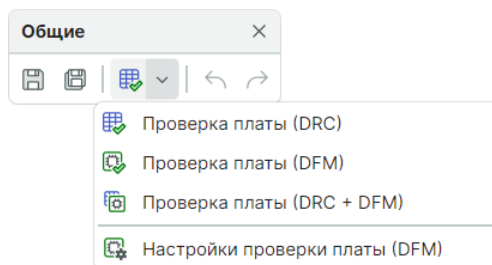 Общие
Проверка платы (DRC)
Проверка платы (DFM)
Проверка платы (DRC + DFM)
Настройки проверки платы (DFM)